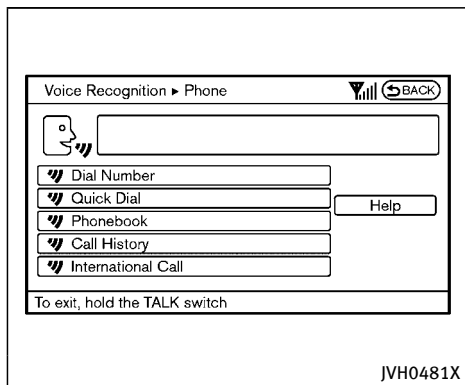 Voice Recognition ▶ Phone
BACK
Dial Number
Quick Dial
Help
Phonebook
Call History
International Call
To exit, hold the TALK switch
JVH0481X